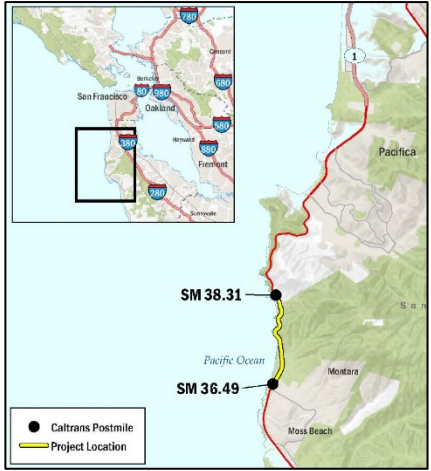 780
Concord
680
Berkeley
80
980
San Francisco
Oakland
580
Hayward
880
380
Fremont
280
Sunnyvale
1
Pacifica
SM 38.31
S a n
Pacific Ocean
SM 36.49
Montara
Moss Beach
Caltrans Postmile
Project Location